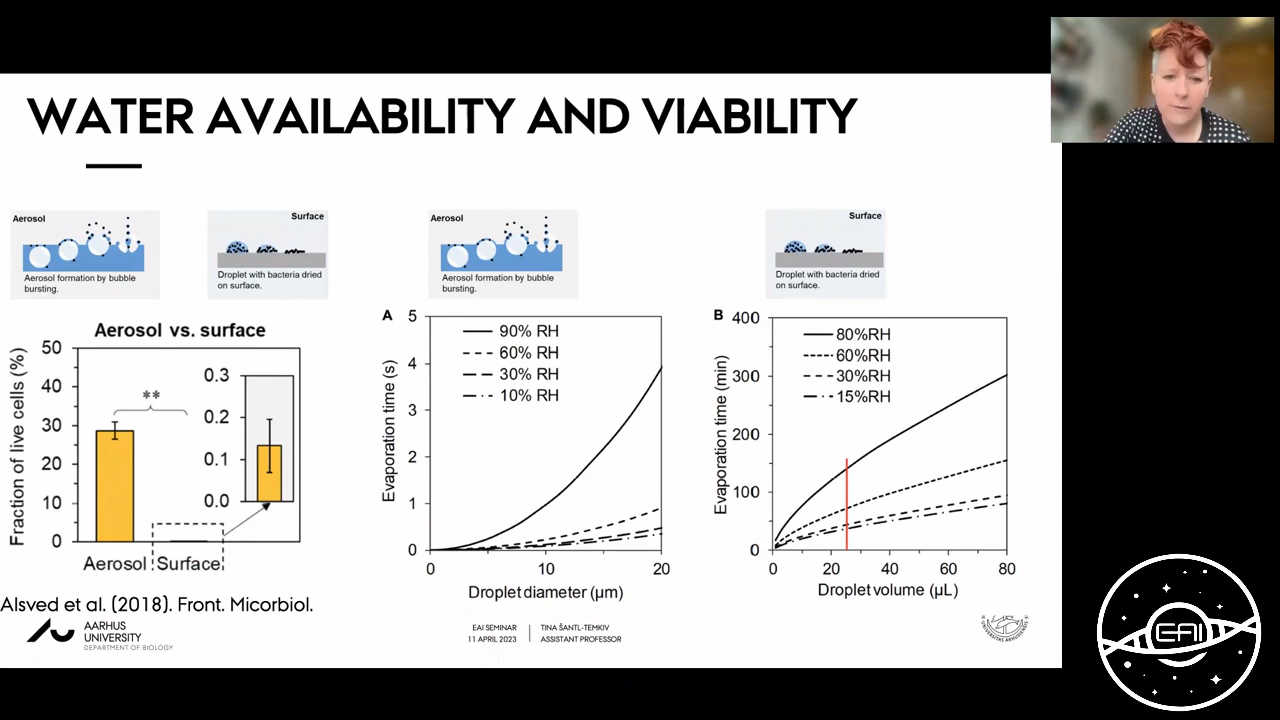 WATER AVAILABILITY AND VIABILITY
Aerosol
Aerosol formation by bubble
bursting.
Surface
Droplet with bacteria dried
on surface.
Aerosol
Aerosol formation by bubble
bursting.
Surface
Droplet with bacteria dried
on surface.
Aerosol vs. surface
Fraction of live cells (%)
50
40
30
20
10
0
**
0.3
0.2
0.1
0.0
Aerosol
Surface
A
Evaporation time (s)
5
4
3
2
1
0
90% RH
60% RH
30% RH
10% RH
0
10
20
Droplet diameter (µm)
B
Evaporation time (min)
400
300
200
100
0
80%RH
60%RH
30%RH
15%RH
0
20
40
60
80
Droplet volume (µL)
Alsved et al. (2018). Front. Micorbiol.
AARHUS
UNIVERSITY
DEPARTMENT OF BIOLOGY
EAI SEMINAR
11 APRIL 2023
TINA ŠANTL-TEMKIV
ASSISTANT PROFESSOR
EAI